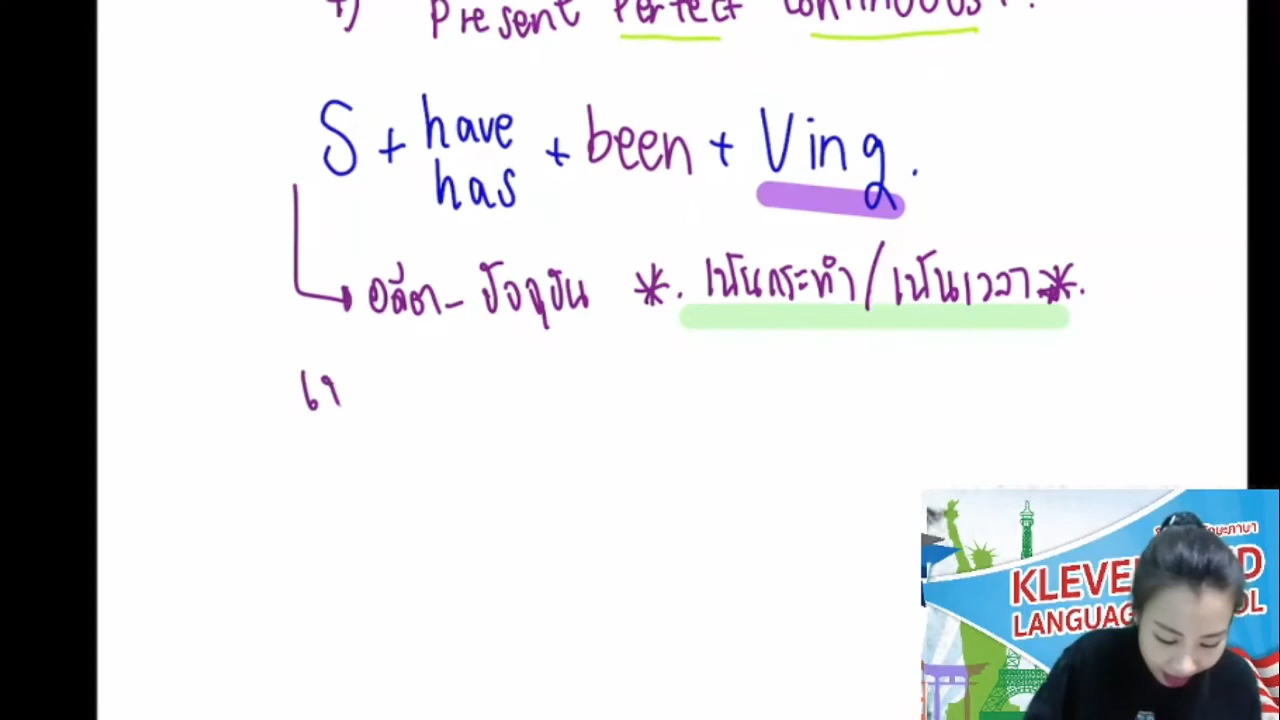 Present Perfect Continuous T.
S + have + been + Ving.
has
อดีต - ปัจจุบัน *. เน้นกระทำ / เน้นเวลา *.
KLEVE
LANGUAG